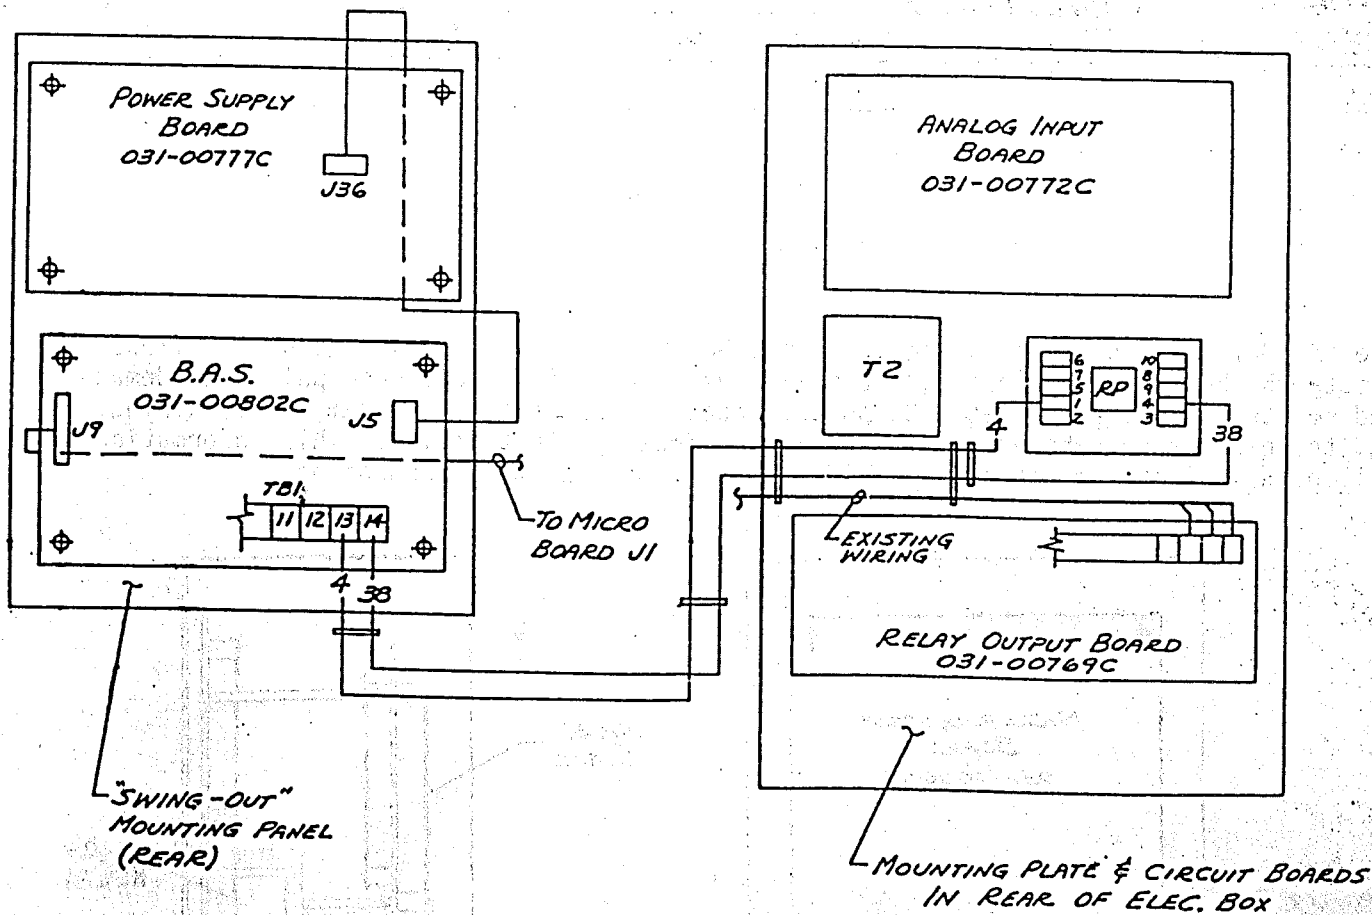 POWER SUPPLY
BOARD
031-00777C
J36
B.A.S.
031-00802C
J9
J5
TB1
11 12 13 14
4
38
TO MICRO
BOARD J1
"SWING-OUT"
MOUNTING PANEL
(REAR)
ANALOG INPUT
BOARD
031-00772C
T2
6
7
5
1
2
RP
10
8
9
4
3
4
38
EXISTING
WIRING
RELAY OUTPUT BOARD
031-00769C
MOUNTING PLATE & CIRCUIT BOARDS
IN REAR OF ELEC. BOX